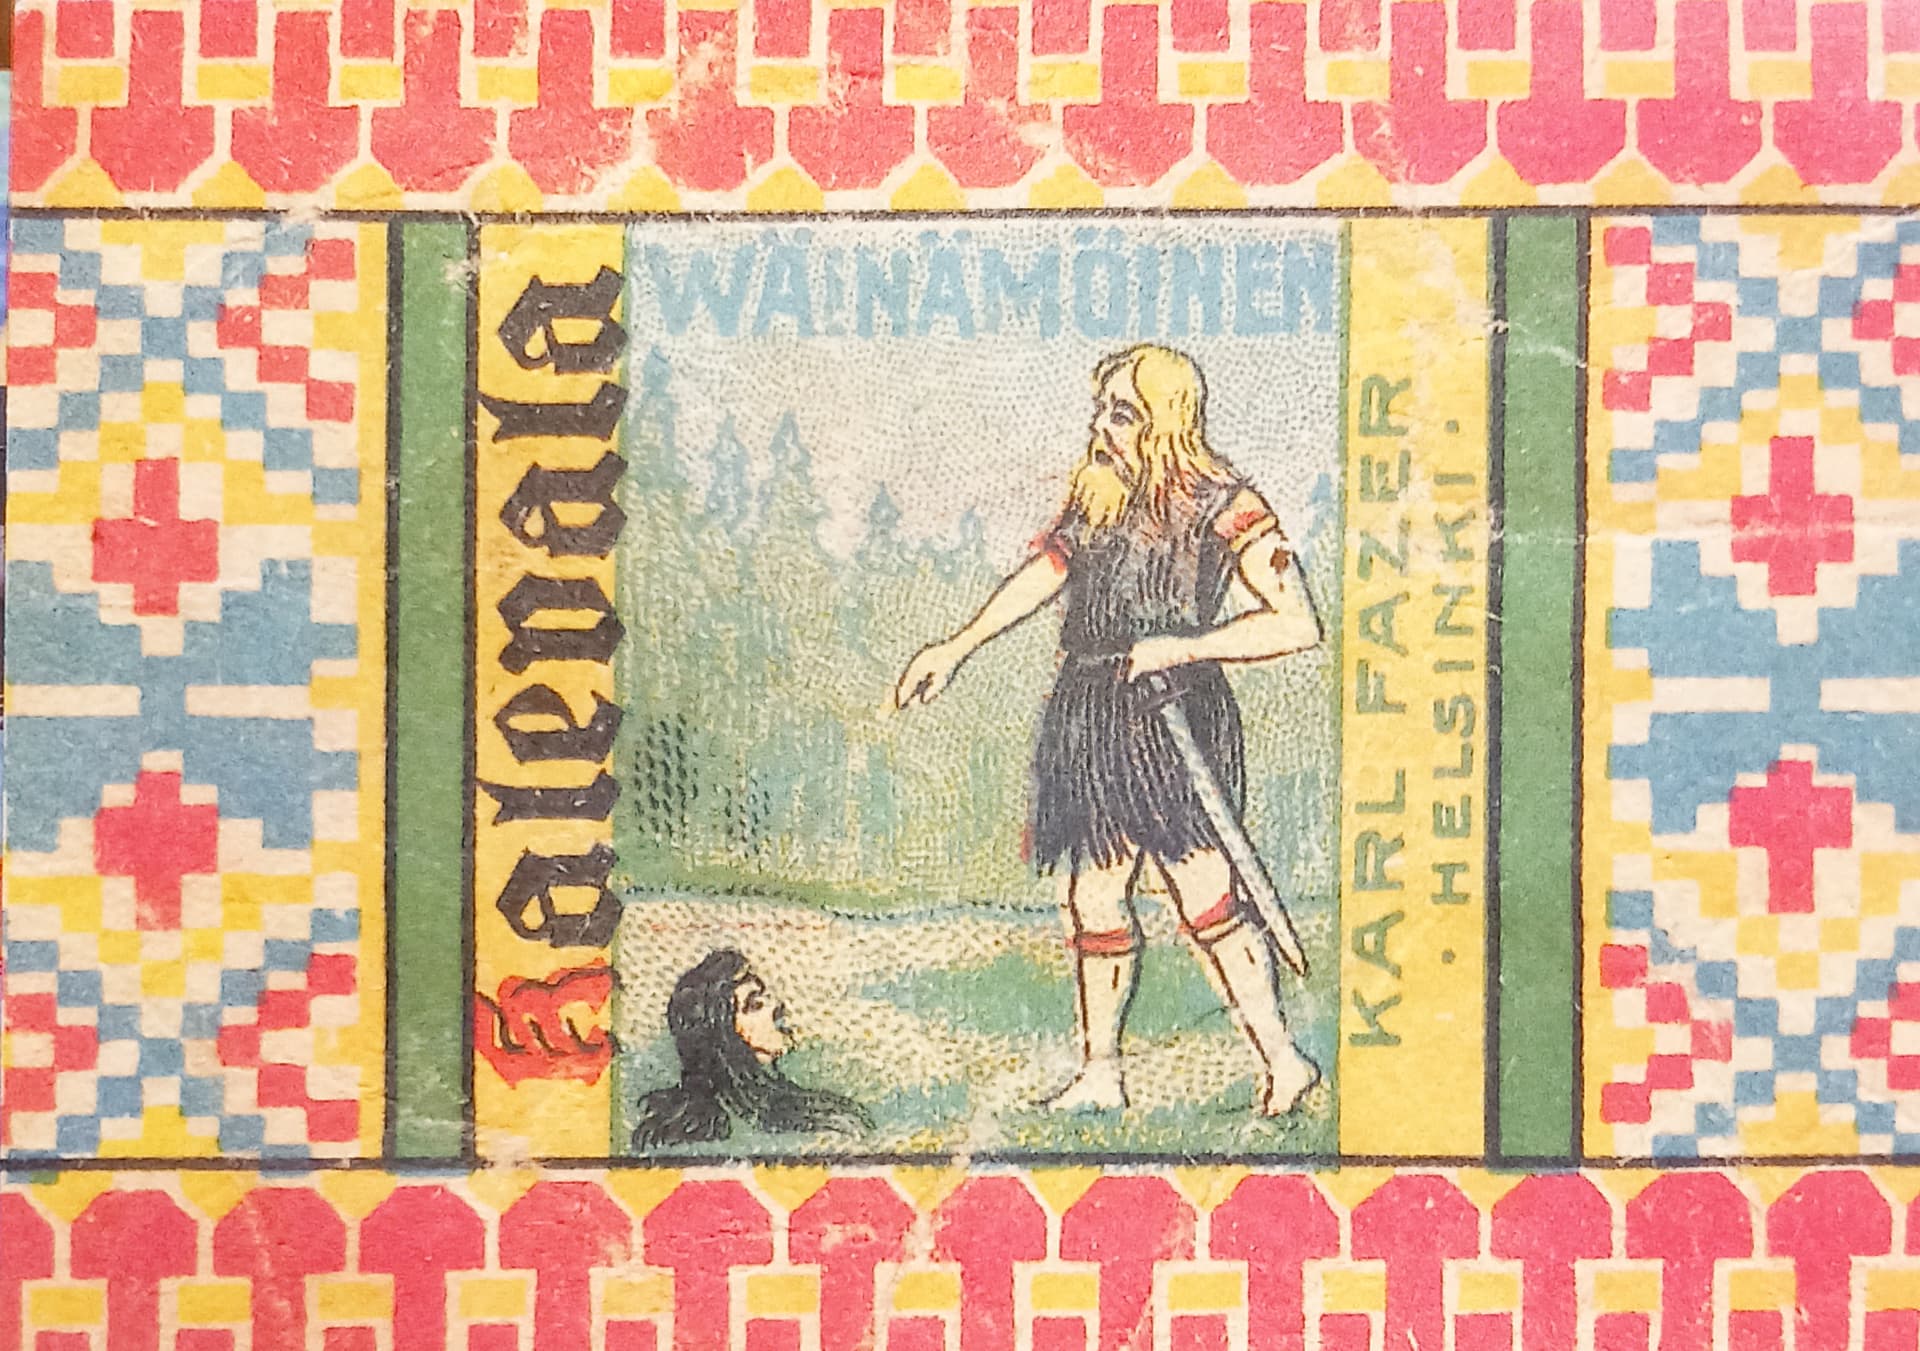 Kalevala
WÄINÄMÖINEN
KARL FAZER
· HELSINKI ·